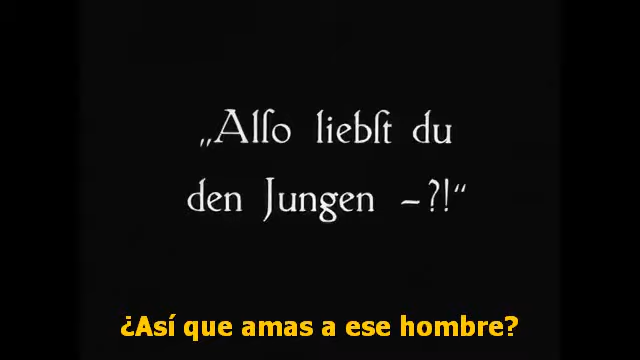 „Alſo liebſt du
den Jungen –?!“
¿Así que amas a ese hombre?